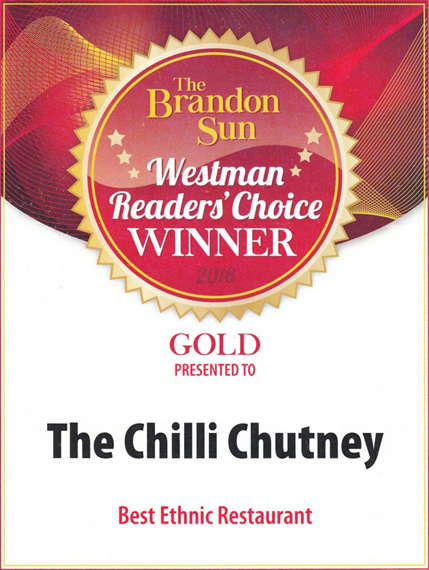 The
Brandon
Sun
Westman
Readers' Choice
WINNER
2018
GOLD
PRESENTED TO
The Chilli Chutney
Best Ethnic Restaurant